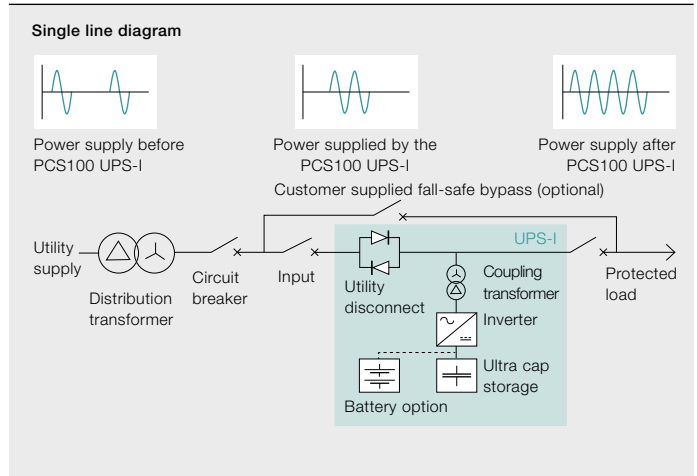 Single line diagram
Power supply before
PCS100 UPS-I
Power supplied by the
PCS100 UPS-I
Power supply after
PCS100 UPS-I
Customer supplied fall-safe bypass (optional)
UPS-I
Utility
supply
Distribution
transformer
Circuit
breaker
Input
Utility
disconnect
Coupling
transformer
Protected
load
Inverter
Ultra cap
storage
Battery option